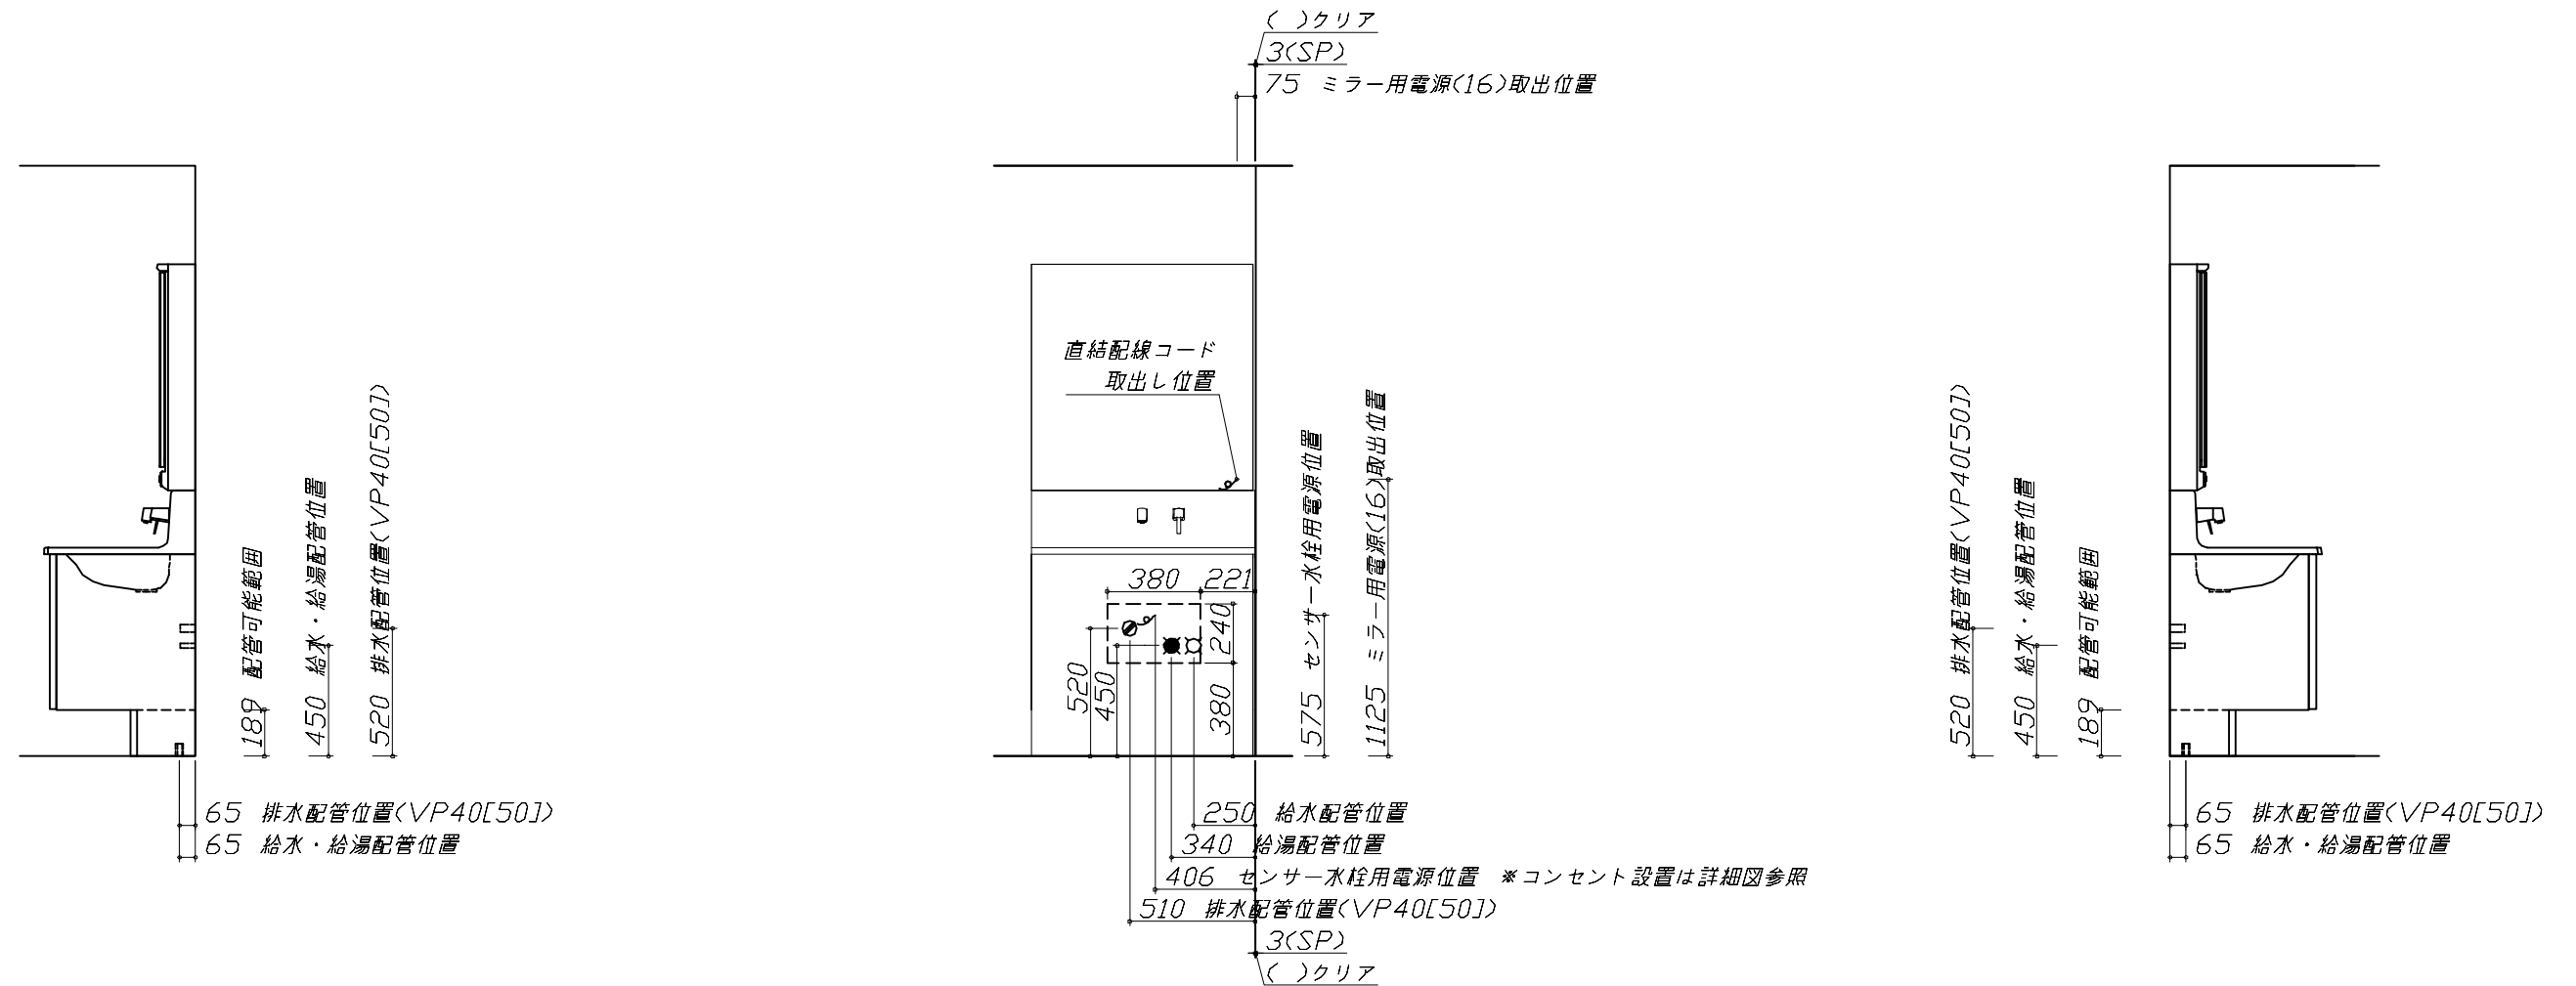 ( )クリア
3(SP)
75 ミラー用電源(16)取出位置
直結配線コード
取出し位置
189 配管可能範囲
450 給水・給湯配管位置
520 排水配管位置(VP40[50])
65 排水配管位置(VP40[50])
65 給水・給湯配管位置
380
221
240
380
520
450
575 センサー水栓用電源位置
1125 ミラー用電源(16)取出位置
250 給水配管位置
340 給湯配管位置
406 センサー水栓用電源位置 ※コンセント設置は詳細図参照
510 排水配管位置(VP40[50])
3(SP)
( )クリア
520 排水配管位置(VP40[50])
450 給水・給湯配管位置
189 配管可能範囲
65 排水配管位置(VP40[50])
65 給水・給湯配管位置